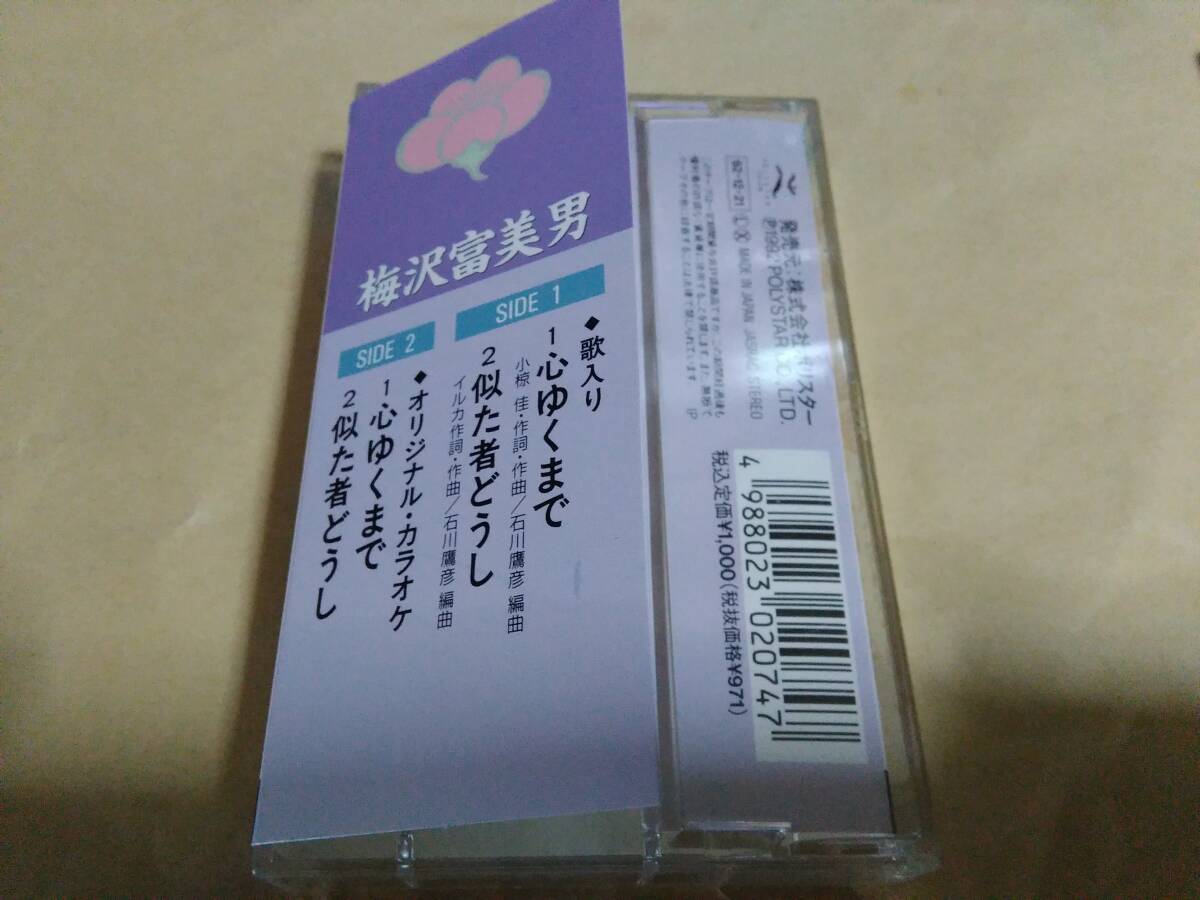 梅沢富美男
SIDE 1
◆歌入り
1 心ゆくまで
小椋 佳・作詞・作曲/石川鷹彦 編曲
2 似た者どうし
イルカ作詞・作曲/石川鷹彦 編曲
SIDE 2
◆オリジナル・カラオケ
1 心ゆくまで
2 似た者どうし
発売元:株式会社ポリスター
Ⓟ1992 POLYSTAR CO., LTD.
92-12-21 MADE IN JAPAN JASRAC STEREO
税込定価¥1,000(税抜価格¥971)
4 988023 020747